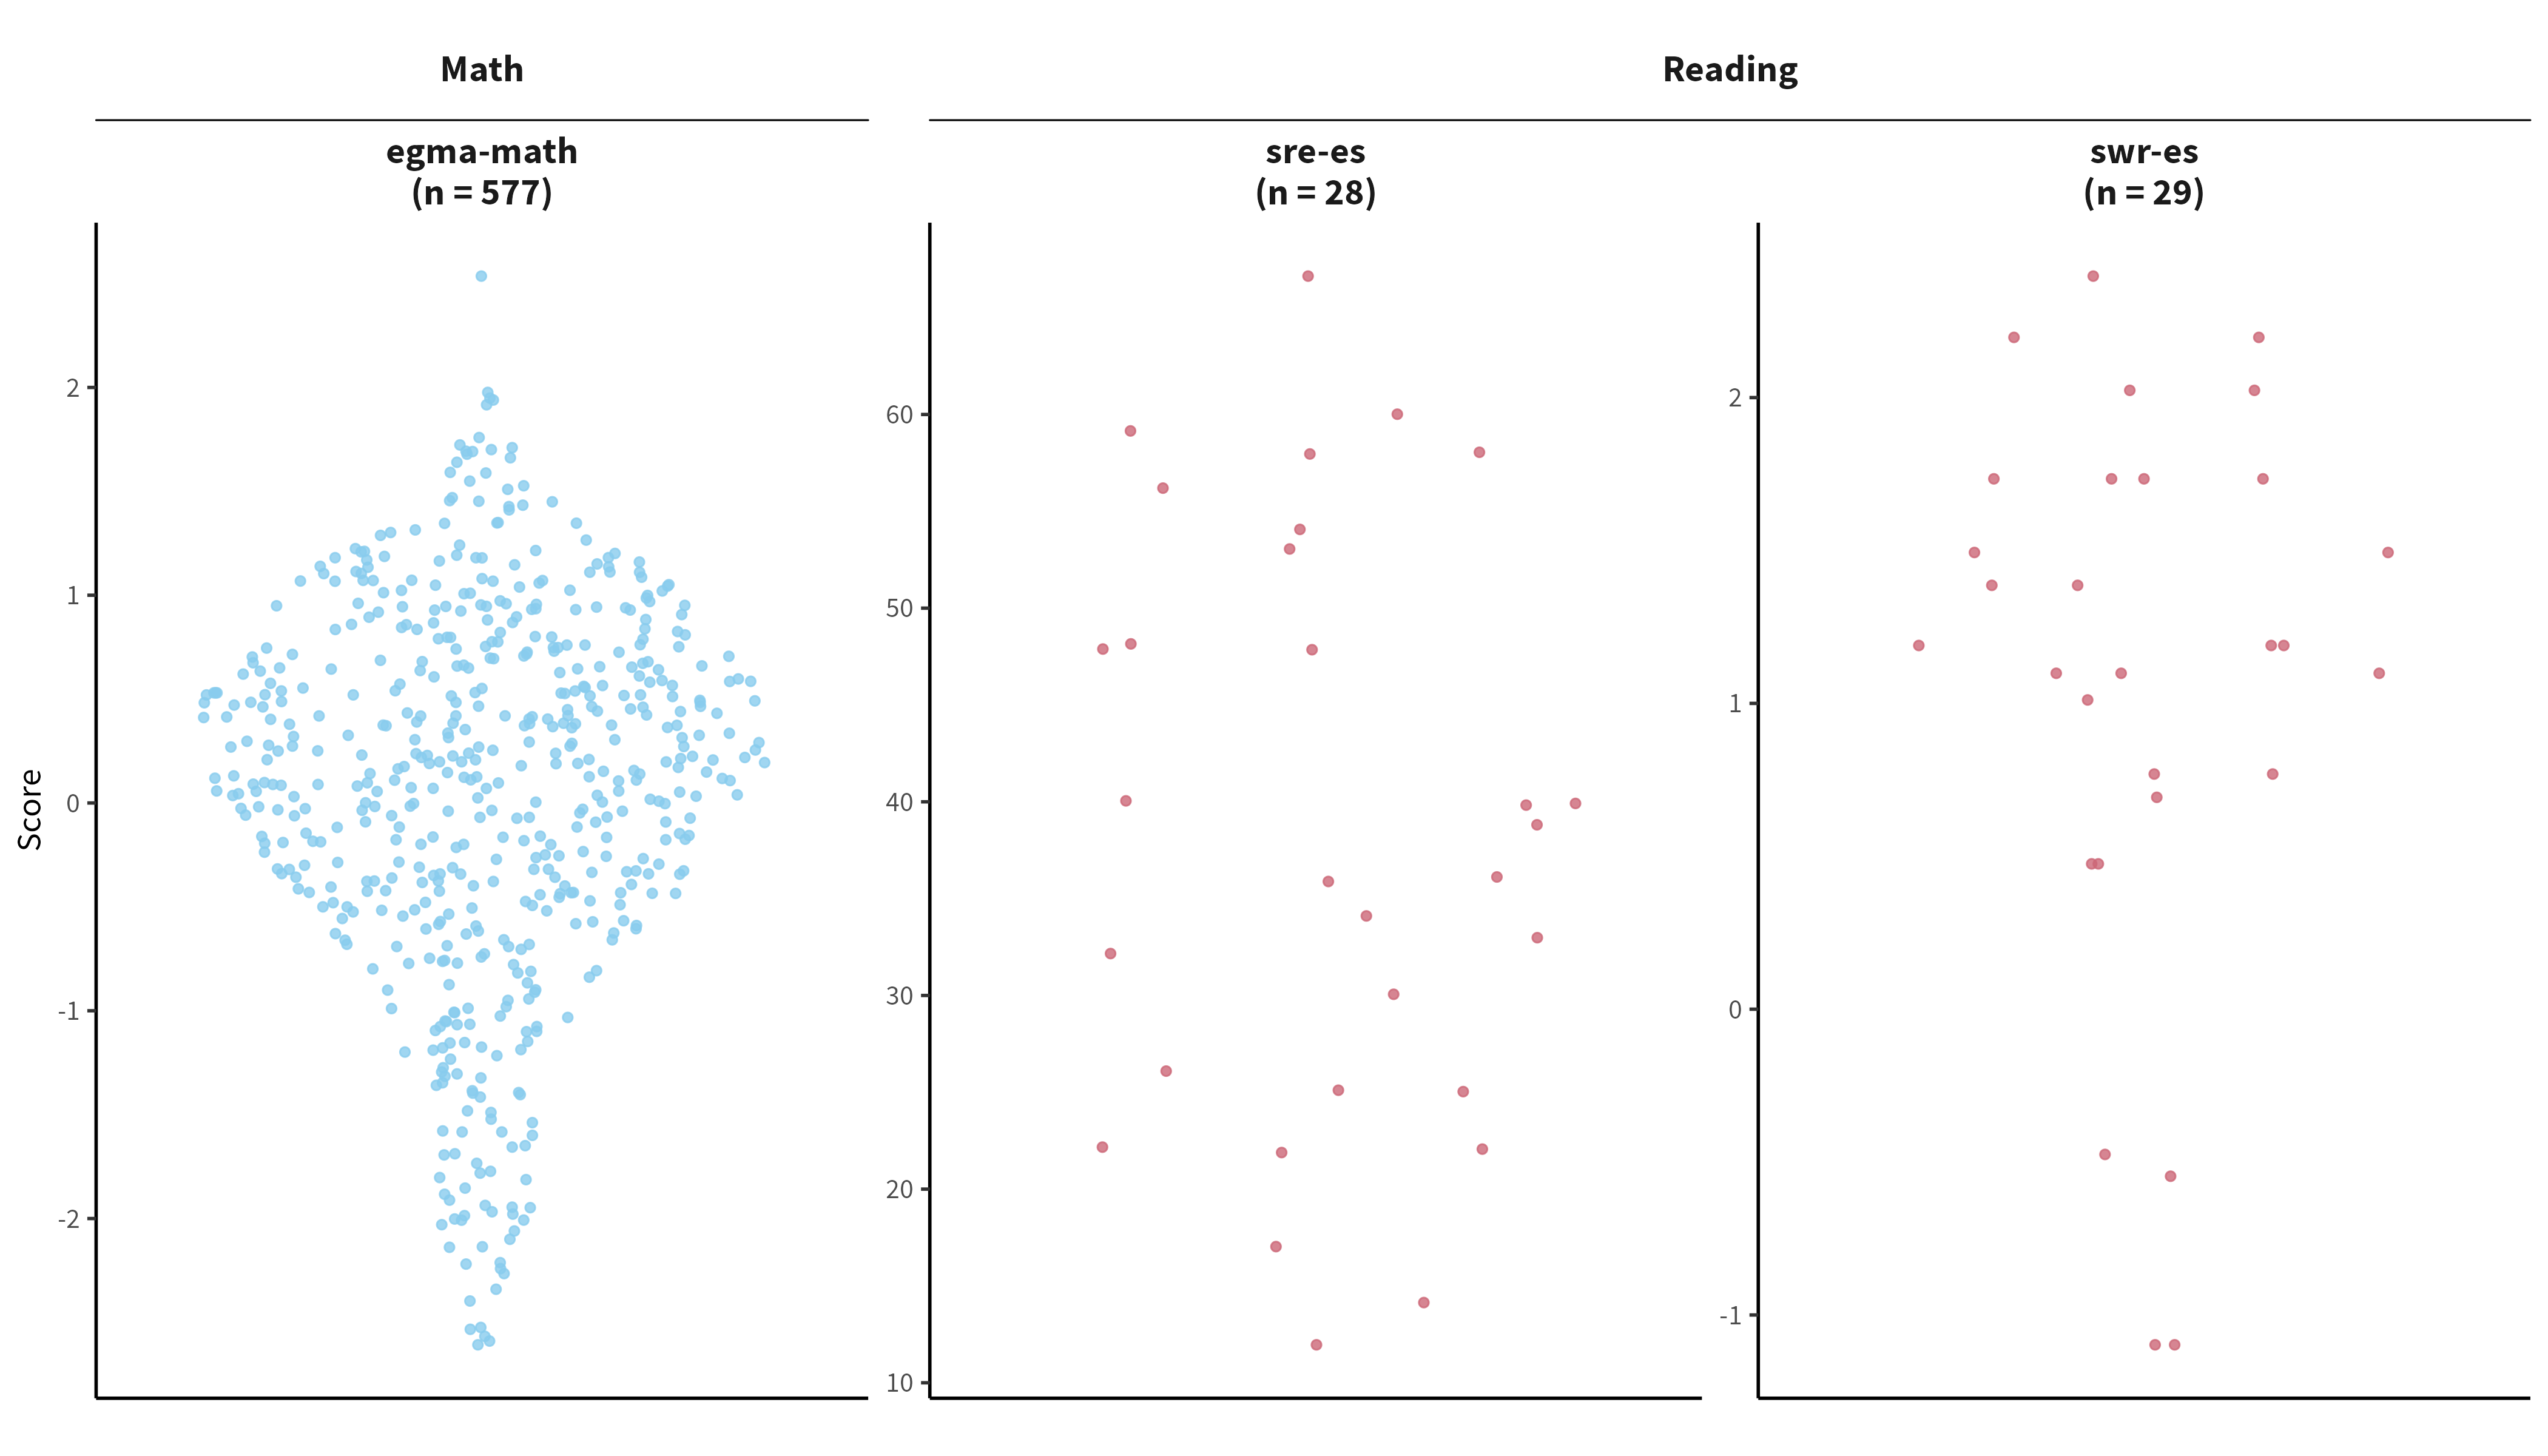 Math
Reading
egma-math
(n = 577)
sre-es
(n = 28)
swr-es
(n = 29)
Score
2
1
0
-1
-2
60
50
40
30
20
10
2
1
0
-1